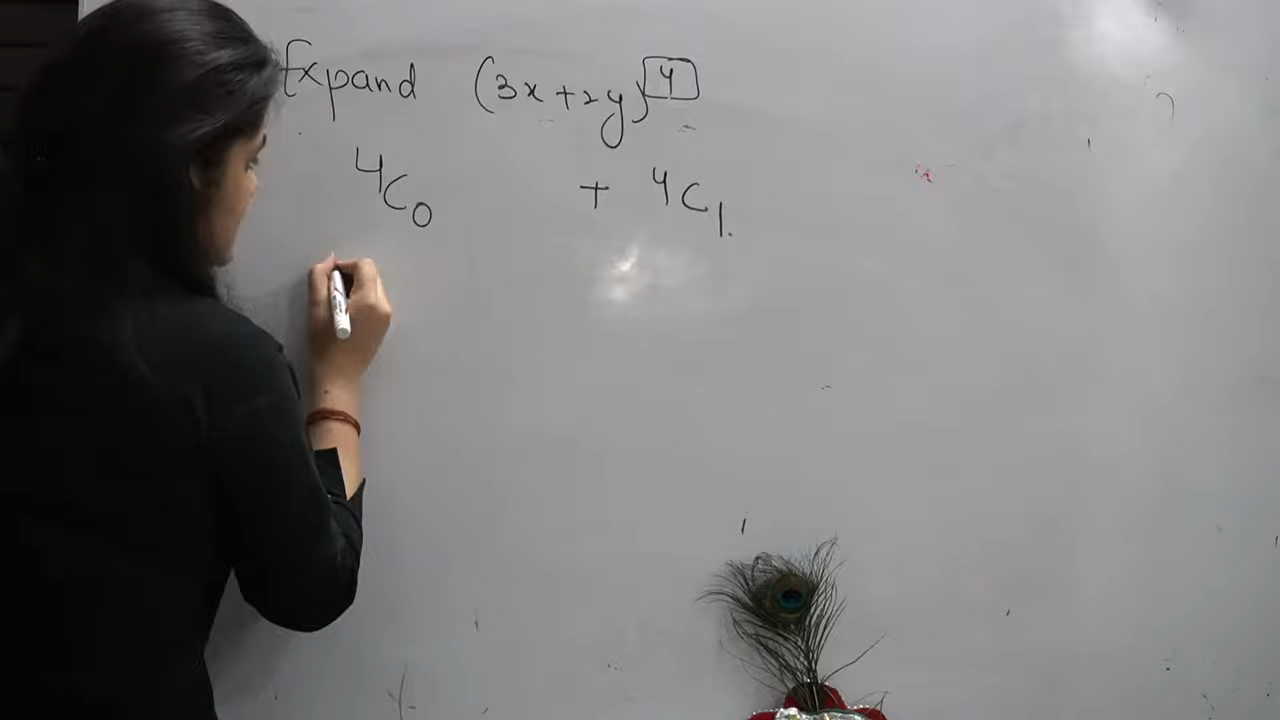 Expand (3x+2y)⁴
⁴C₀ + ⁴C₁